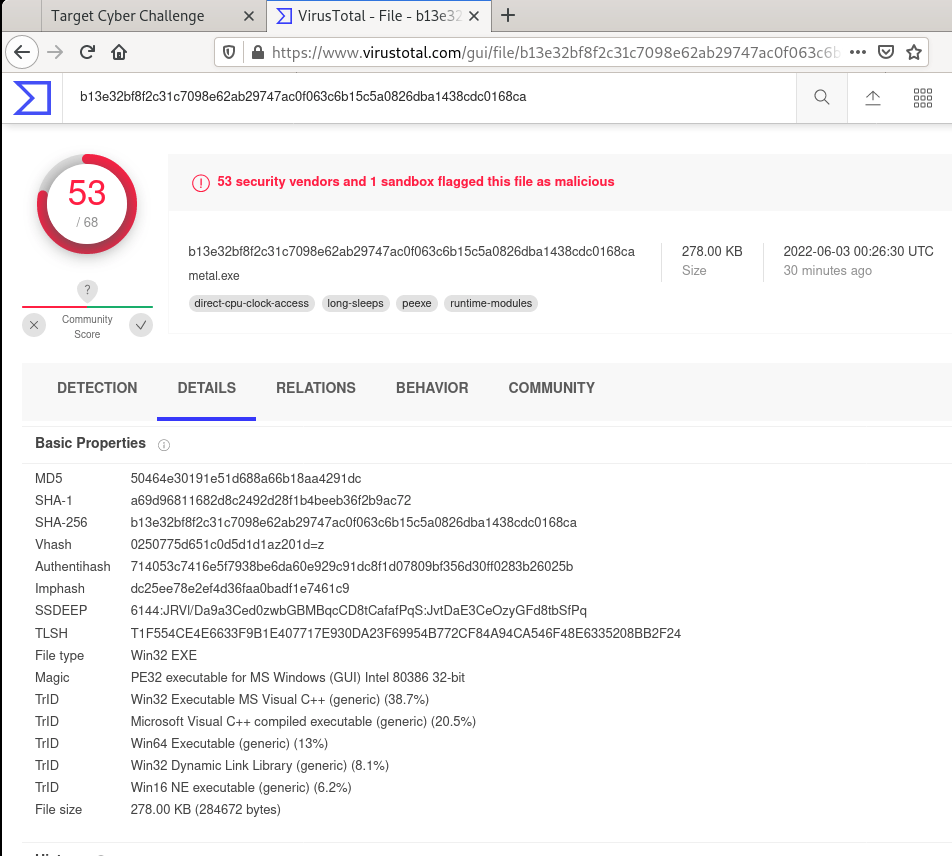 Target Cyber Challenge
VirusTotal - File - b13e32
https://www.virustotal.com/gui/file/b13e32bf8f2c31c7098e62ab29747ac0f063c6b
b13e32bf8f2c31c7098e62ab29747ac0f063c6b15c5a0826dba1438cdc0168ca
53
/ 68
53 security vendors and 1 sandbox flagged this file as malicious
b13e32bf8f2c31c7098e62ab29747ac0f063c6b15c5a0826dba1438cdc0168ca
metal.exe
278.00 KB
Size
2022-06-03 00:26:30 UTC
30 minutes ago
direct-cpu-clock-access long-sleeps peexe runtime-modules
?
Community
Score
DETECTION DETAILS RELATIONS BEHAVIOR COMMUNITY
Basic Properties
MD5 50464e30191e51d688a66b18aa4291dc
SHA-1 a69d96811682d8c2492d28f1b4beeb36f2b9ac72
SHA-256 b13e32bf8f2c31c7098e62ab29747ac0f063c6b15c5a0826dba1438cdc0168ca
Vhash 0250775d651c0d5d1d1az201d=z
Authentihash 714053c7416e5f7938be6da60e929c91dc8f1d07809bf356d30ff0283b26025b
Imphash dc25ee78e2ef4d36faa0badf1e7461c9
SSDEEP 6144:JRVl/Da9a3Ced0zwbGBMBqcCD8tCafafPqS:JvtDaE3CeOzyGFd8tbSfPq
TLSH T1F554CE4E6633F9B1E407717E930DA23F69954B772CF84A94CA546F48E6335208BB2F24
File type Win32 EXE
Magic PE32 executable for MS Windows (GUI) Intel 80386 32-bit
TrID Win32 Executable MS Visual C++ (generic) (38.7%)
TrID Microsoft Visual C++ compiled executable (generic) (20.5%)
TrID Win64 Executable (generic) (13%)
TrID Win32 Dynamic Link Library (generic) (8.1%)
TrID Win16 NE executable (generic) (6.2%)
File size 278.00 KB (284672 bytes)